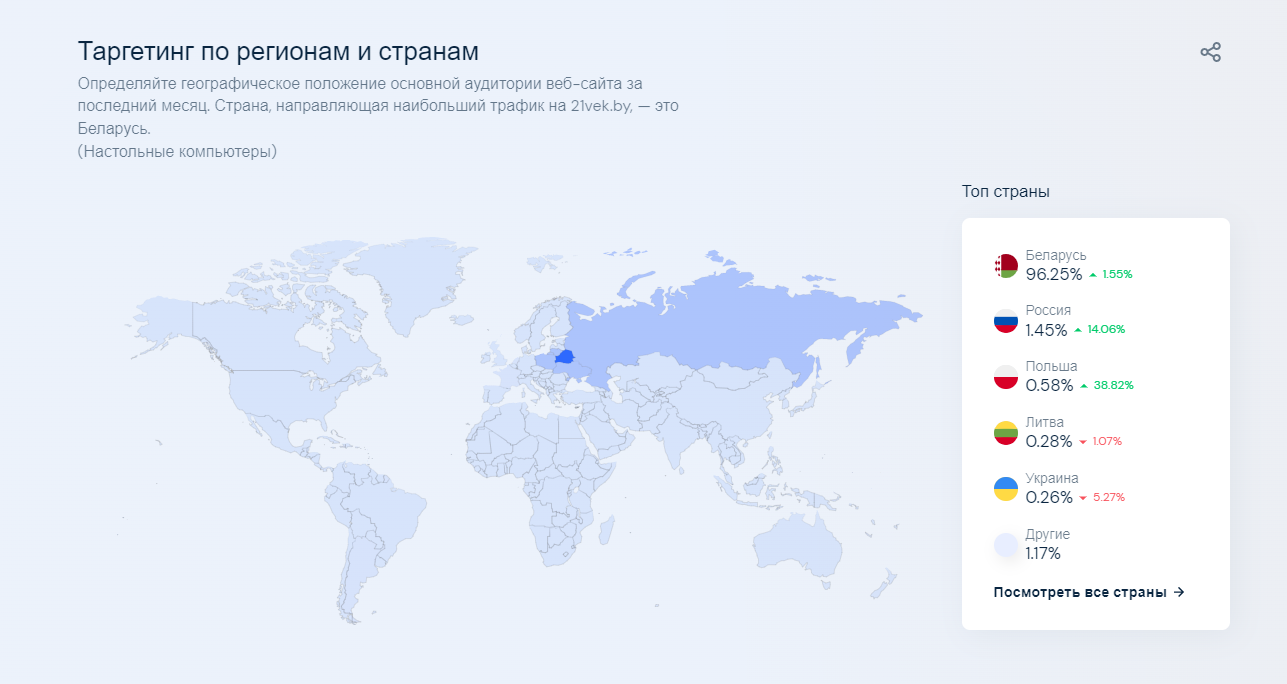 Таргетинг по регионам и странам
Определяйте географическое положение основной аудитории веб-сайта за
последний месяц. Страна, направляющая наибольший трафик на 21vek.by, — это
Беларусь.
(Настольные компьютеры)
Топ страны
Беларусь
96.25% 1.55%
Россия
1.45% 14.06%
Польша
0.58% 38.82%
Литва
0.28% 1.07%
Украина
0.26% 5.27%
Другие
1.17%
Посмотреть все страны →